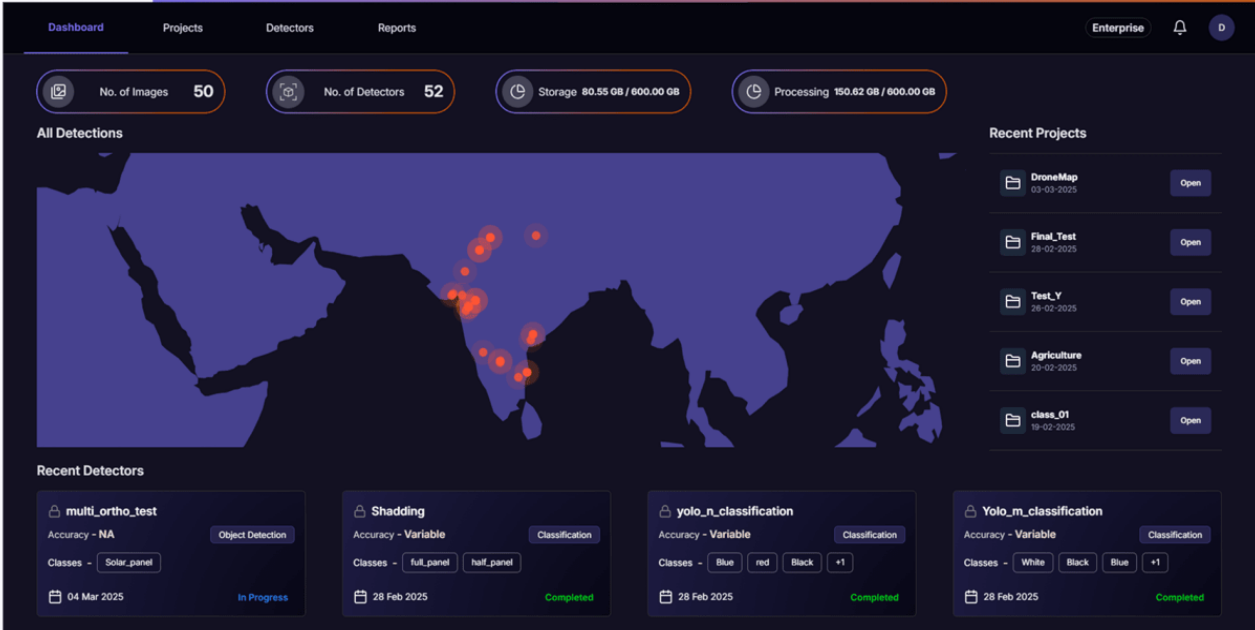 Dashboard Projects Detectors Reports Enterprise D
No. of Images 50 No. of Detectors 52 Storage 80.55 GB / 600.00 GB Processing 150.62 GB / 600.00 GB
All Detections
Recent Projects
DroneMap
03-03-2025
Open
Final_Test
28-02-2025
Open
Test_Y
26-02-2025
Open
Agriculture
20-02-2025
Open
class_01
19-02-2025
Open
Recent Detectors
multi_ortho_test
Accuracy - NA Object Detection
Classes - Solar_panel
04 Mar 2025 In Progress
Shadding
Accuracy - Variable Classification
Classes - full_panel half_panel
28 Feb 2025 Completed
yolo_n_classification
Accuracy - Variable Classification
Classes - Blue red Black +1
28 Feb 2025 Completed
Yolo_m_classification
Accuracy - Variable Classification
Classes - White Black Blue +1
28 Feb 2025 Completed